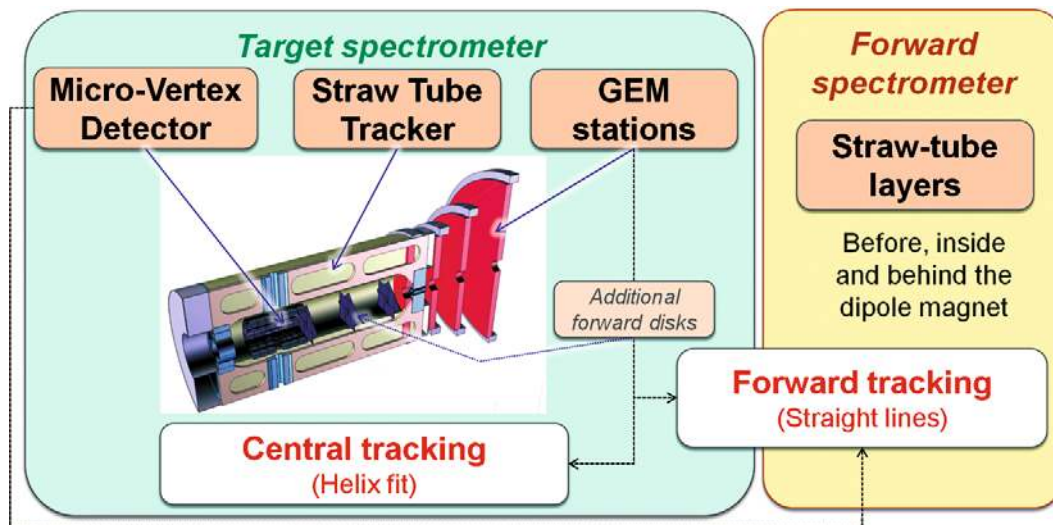 Target spectrometer
Micro-Vertex
Detector
Straw Tube
Tracker
GEM
stations
Additional
forward disks
Central tracking
(Helix fit)
Forward
spectrometer
Straw-tube
layers
Before, inside
and behind the
dipole magnet
Forward tracking
(Straight lines)